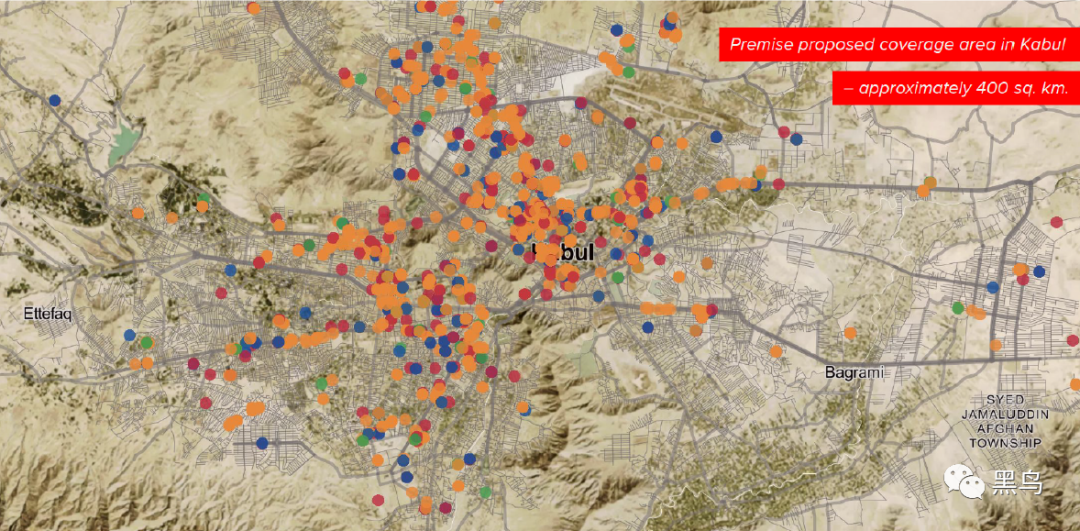 Premise proposed coverage area in Kabul
– approximately 400 sq. km.
Kabul
Ettefaq
Bagrami
SYED
JAMALUDDIN
AFGHAN
TOWNSHIP
黑鸟